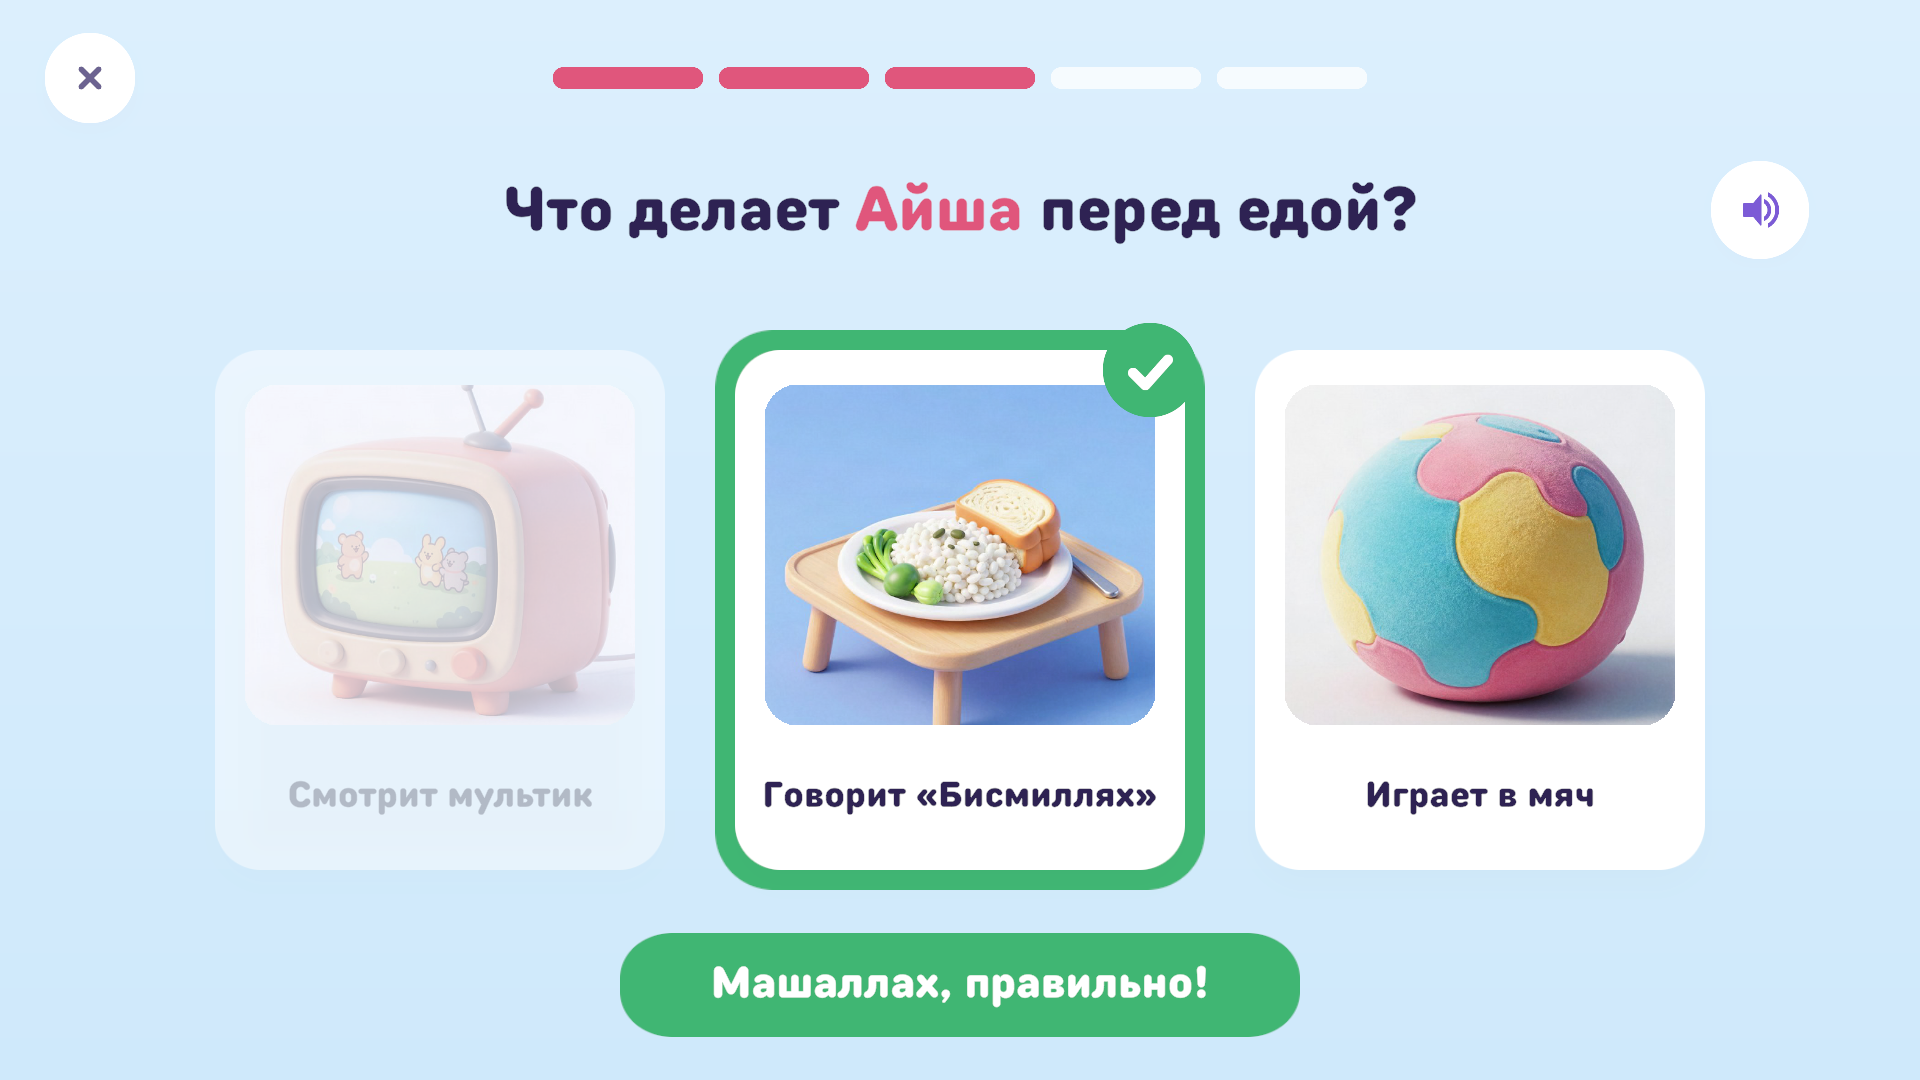 Что делает Айша перед едой?
Смотрит мультик
Говорит «Бисмиллях»
Играет в мяч
Машаллах, правильно!